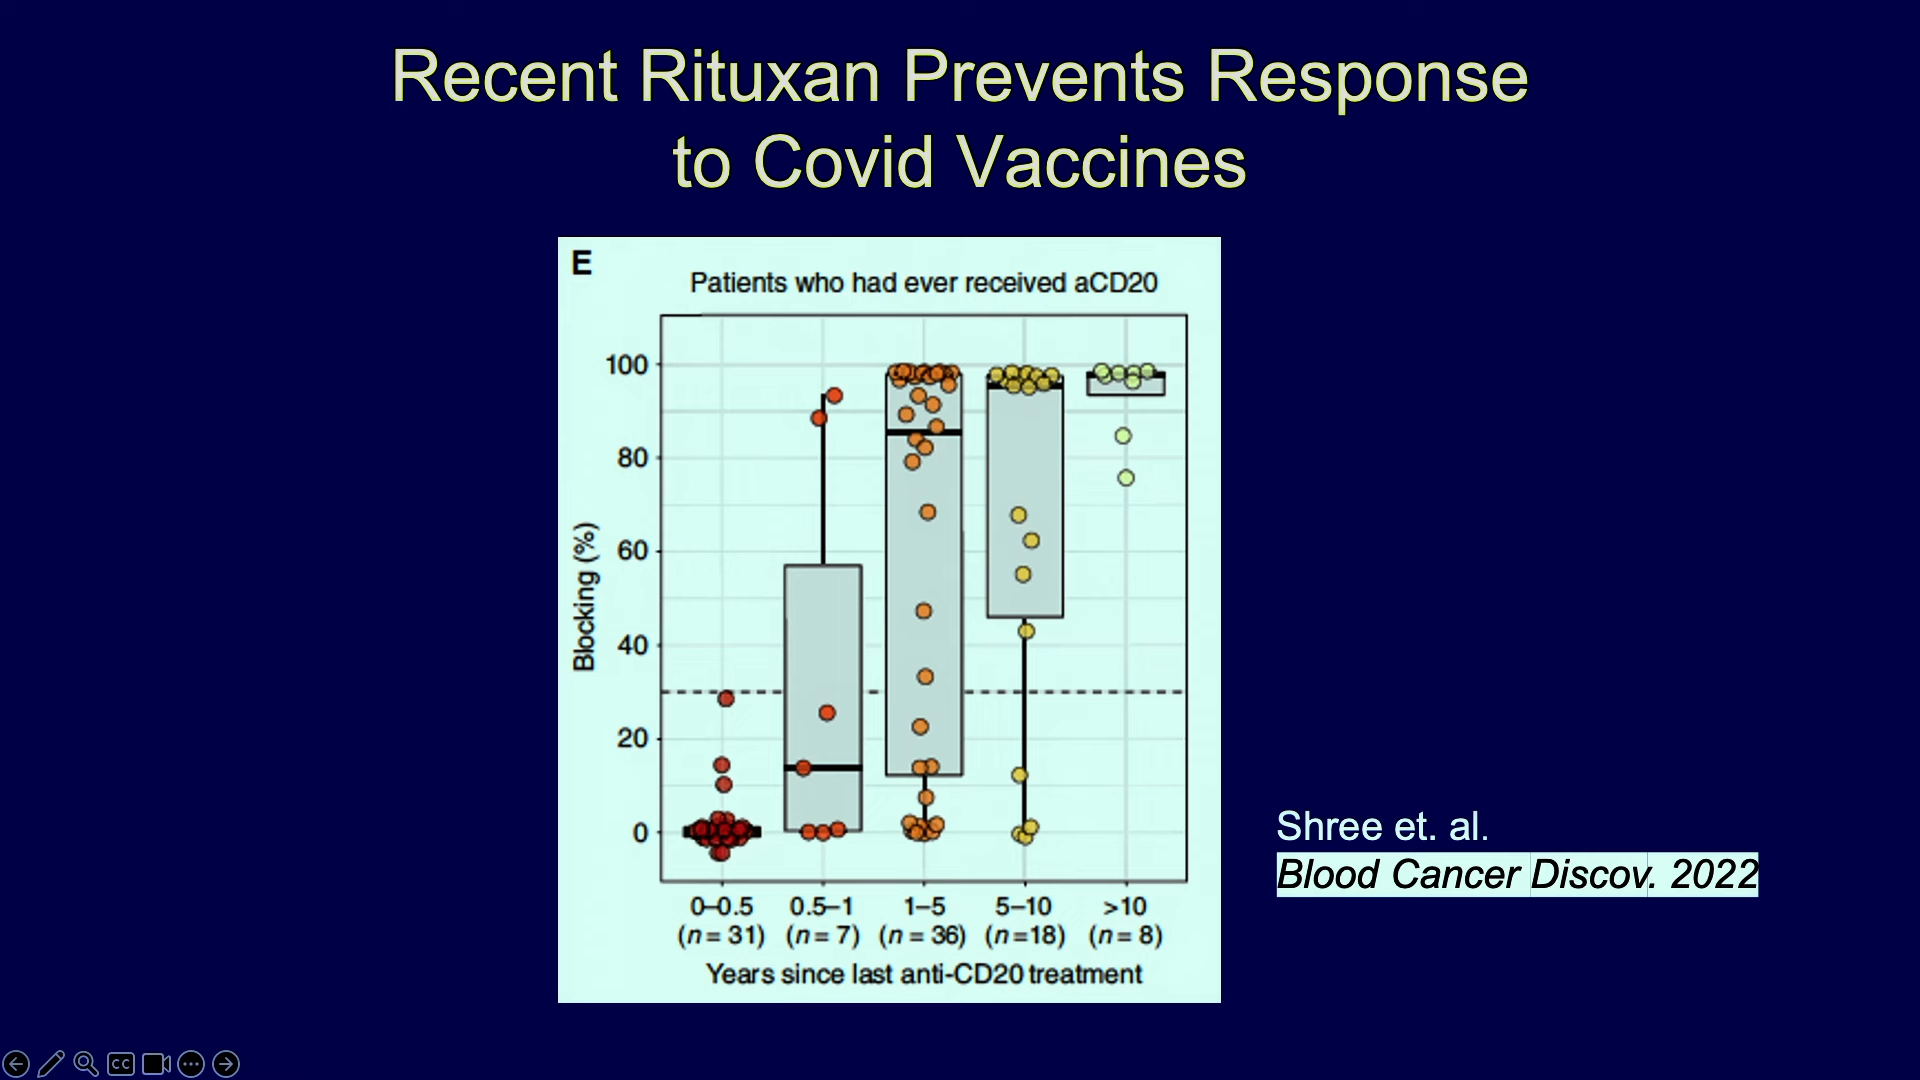 Recent Rituxan Prevents Response
to Covid Vaccines
E
Patients who had ever received aCD20
100
80
60
40
20
0
Blocking (%)
0–0.5 0.5–1 1–5 5–10 >10
(n = 31) (n = 7) (n = 36) (n =18) (n = 8)
Years since last anti-CD20 treatment
Shree et. al.
Blood Cancer Discov. 2022
CC